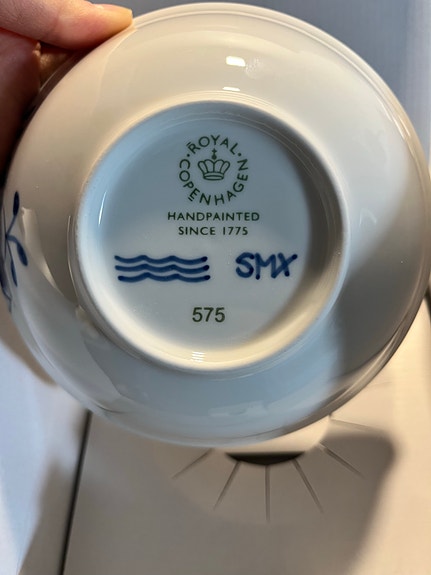 ROYAL
COPENHAGEN
HANDPAINTED
SINCE 1775
SMX
575